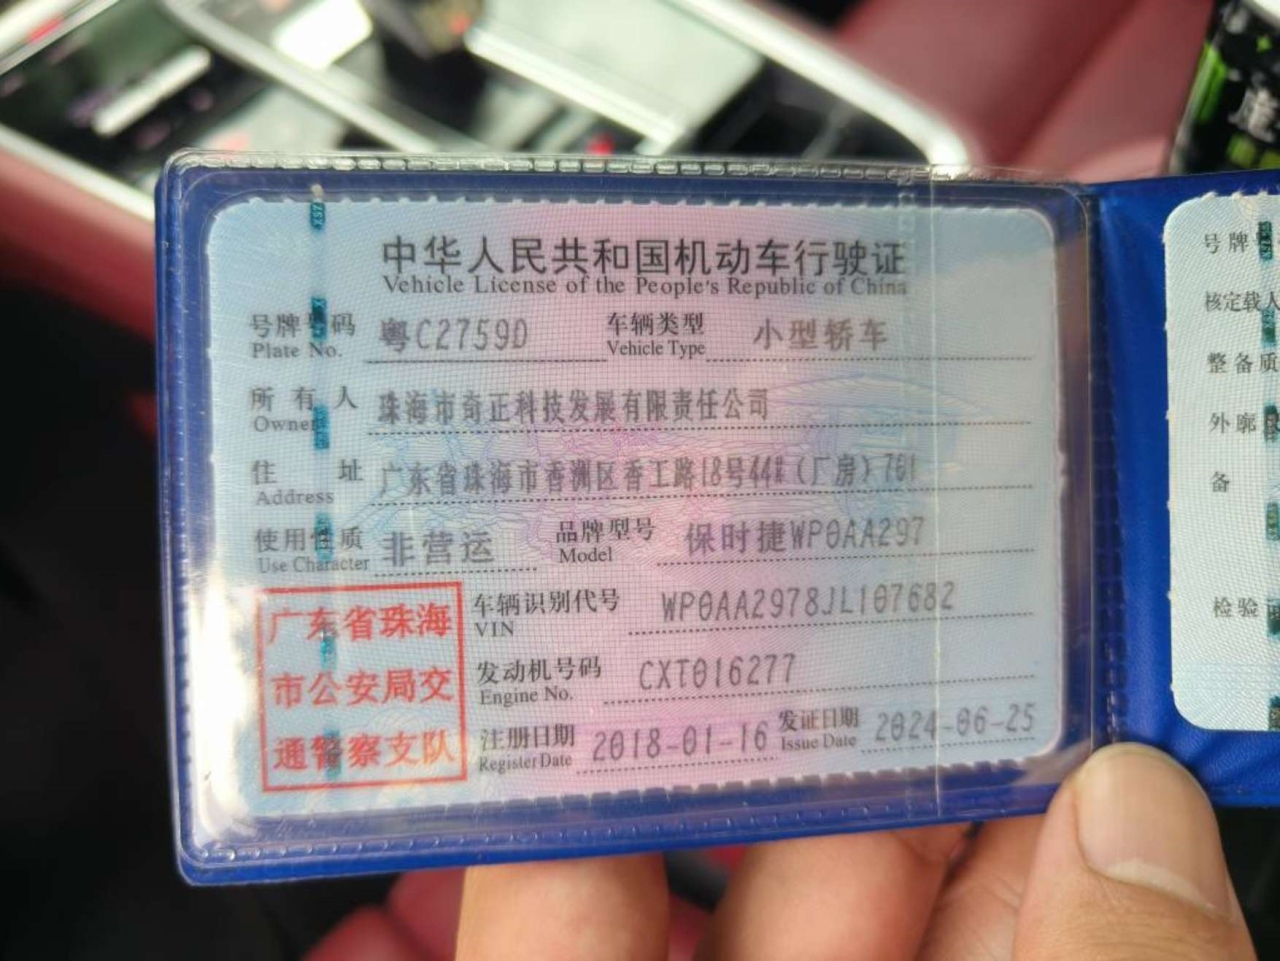 中华人民共和国机动车行驶证
Vehicle License of the People's Republic of China
号牌号码 粤C2759D 车辆类型 小型轿车
Plate No. Vehicle Type
所有人 珠海市奇正科技发展有限责任公司
Owner
住址 广东省珠海市香洲区香工路18号44#(厂房)701
Address
使用性质 非营运 品牌型号 保时捷WP0AA297
Use Character Model
车辆识别代号 WP0AA2978JL107682
VIN
发动机号码 CXT016277
Engine No.
注册日期 2018-01-16 发证日期 2024-06-25
Register Date Issue Date
广东省珠海
市公安局交
通警察支队
号牌
核定载人
整备质
外廓
备
检验